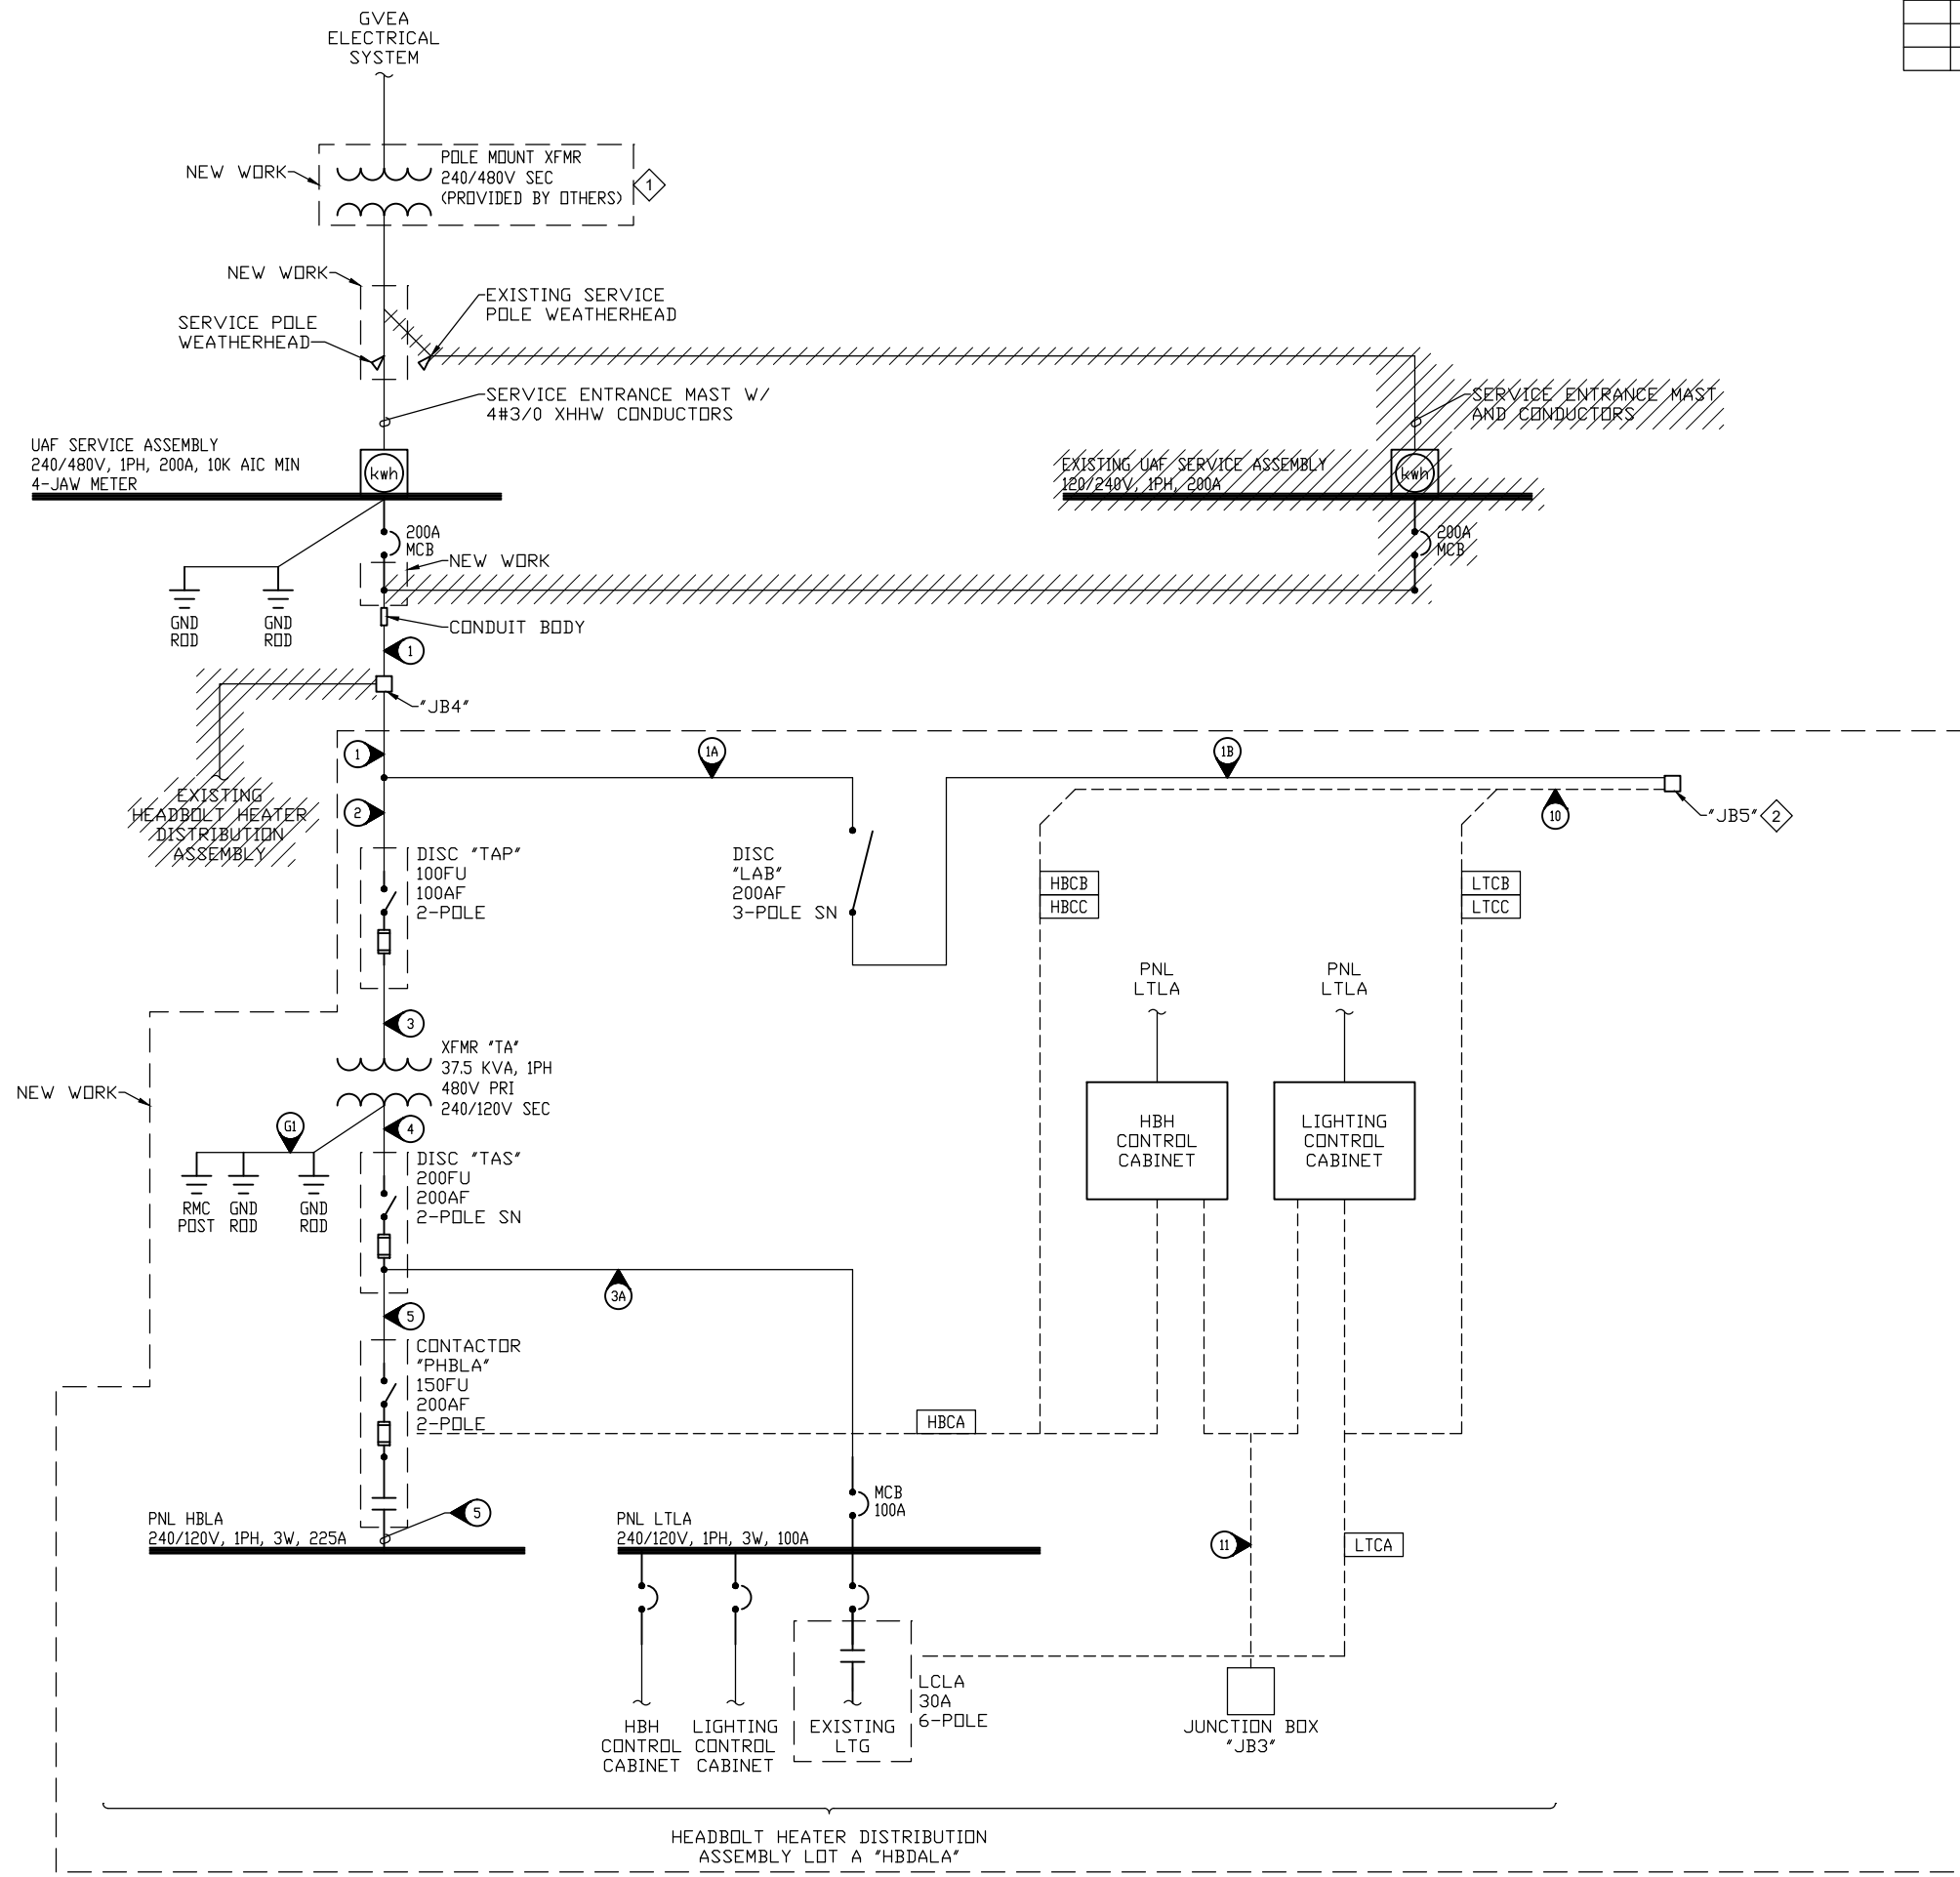 GVEA
ELECTRICAL
SYSTEM
NEW WORK
POLE MOUNT XFMR
240/480V SEC
(PROVIDED BY OTHERS)
1
NEW WORK
EXISTING SERVICE
POLE WEATHERHEAD
SERVICE POLE
WEATHERHEAD
SERVICE ENTRANCE MAST W/
4#3/0 XHHW CONDUCTORS
SERVICE ENTRANCE MAST
AND CONDUCTORS
UAF SERVICE ASSEMBLY
240/480V, 1PH, 200A, 10K AIC MIN
4-JAW METER
kwh
EXISTING UAF SERVICE ASSEMBLY
120/240V, 1PH, 200A
kwh
200A
MCB
200A
MCB
NEW WORK
GND
ROD
GND
ROD
CONDUIT BODY
1
"JB4"
1
1A
1B
EXISTING
HEADBOLT HEATER
DISTRIBUTION
ASSEMBLY
2
10
"JB5"
2
DISC "TAP"
100FU
100AF
2-POLE
DISC
"LAB"
200AF
3-POLE SN
HBCB
HBCC
LTCB
LTCC
PNL
LTLA
PNL
LTLA
3
XFMR "TA"
37.5 KVA, 1PH
480V PRI
240/120V SEC
NEW WORK
G1
4
HBH
CONTROL
CABINET
LIGHTING
CONTROL
CABINET
DISC "TAS"
200FU
200AF
2-POLE SN
RMC
POST
GND
ROD
GND
ROD
3A
5
CONTACTOR
"PHBLA"
150FU
200AF
2-POLE
HBCA
MCB
100A
5
PNL HBLA
240/120V, 1PH, 3W, 225A
PNL LTLA
240/120V, 1PH, 3W, 100A
11
LTCA
LCLA
30A
6-POLE
HBH
CONTROL
CABINET
LIGHTING
CONTROL
CABINET
EXISTING
LTG
JUNCTION BOX
"JB3"
HEADBOLT HEATER DISTRIBUTION
ASSEMBLY LOT A "HBDALA"